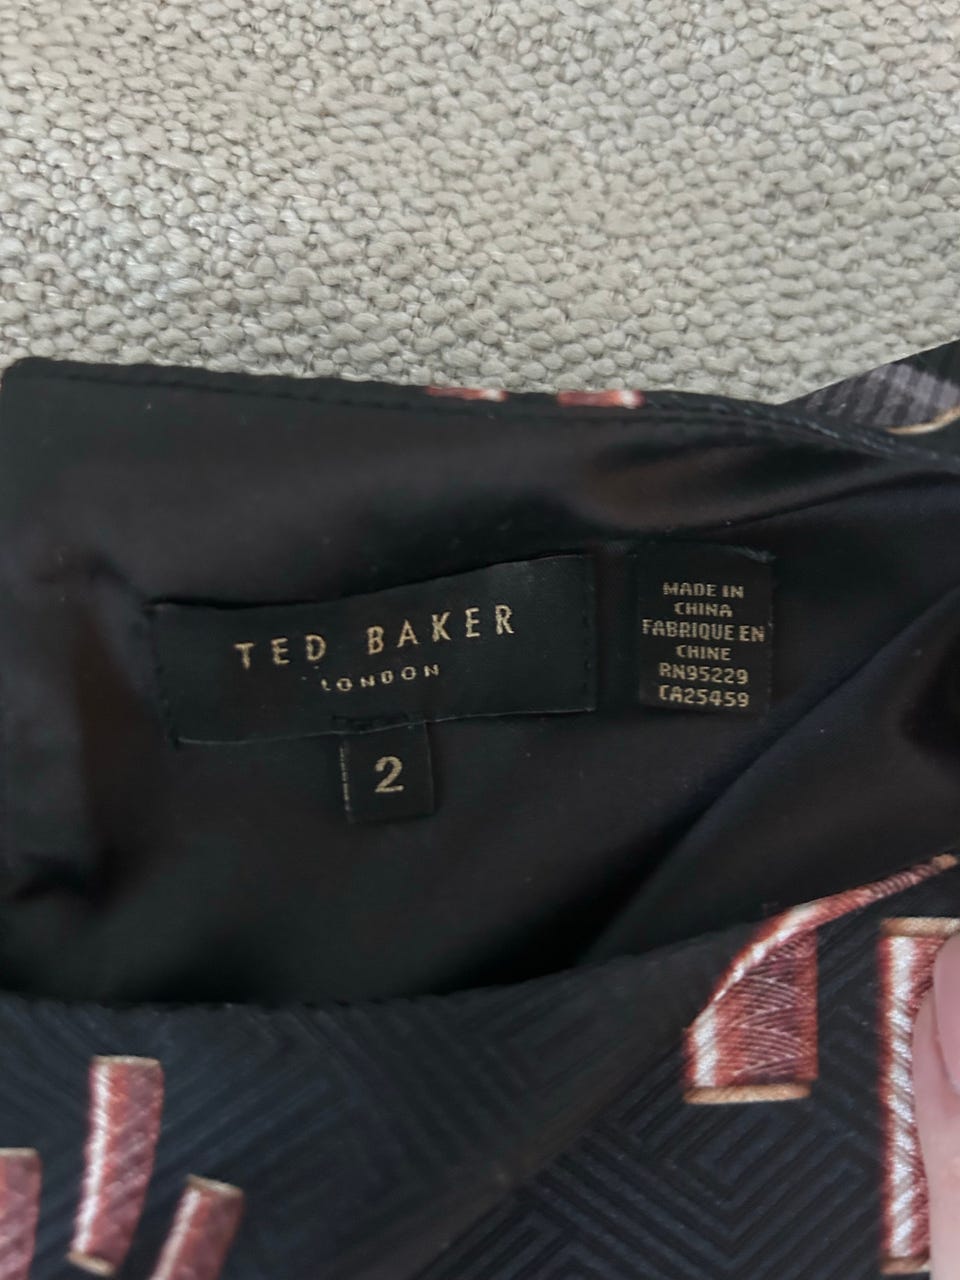 TED BAKER
LONDON
2
MADE IN
CHINA
FABRIQUE EN
CHINE
RN95229
CA25459